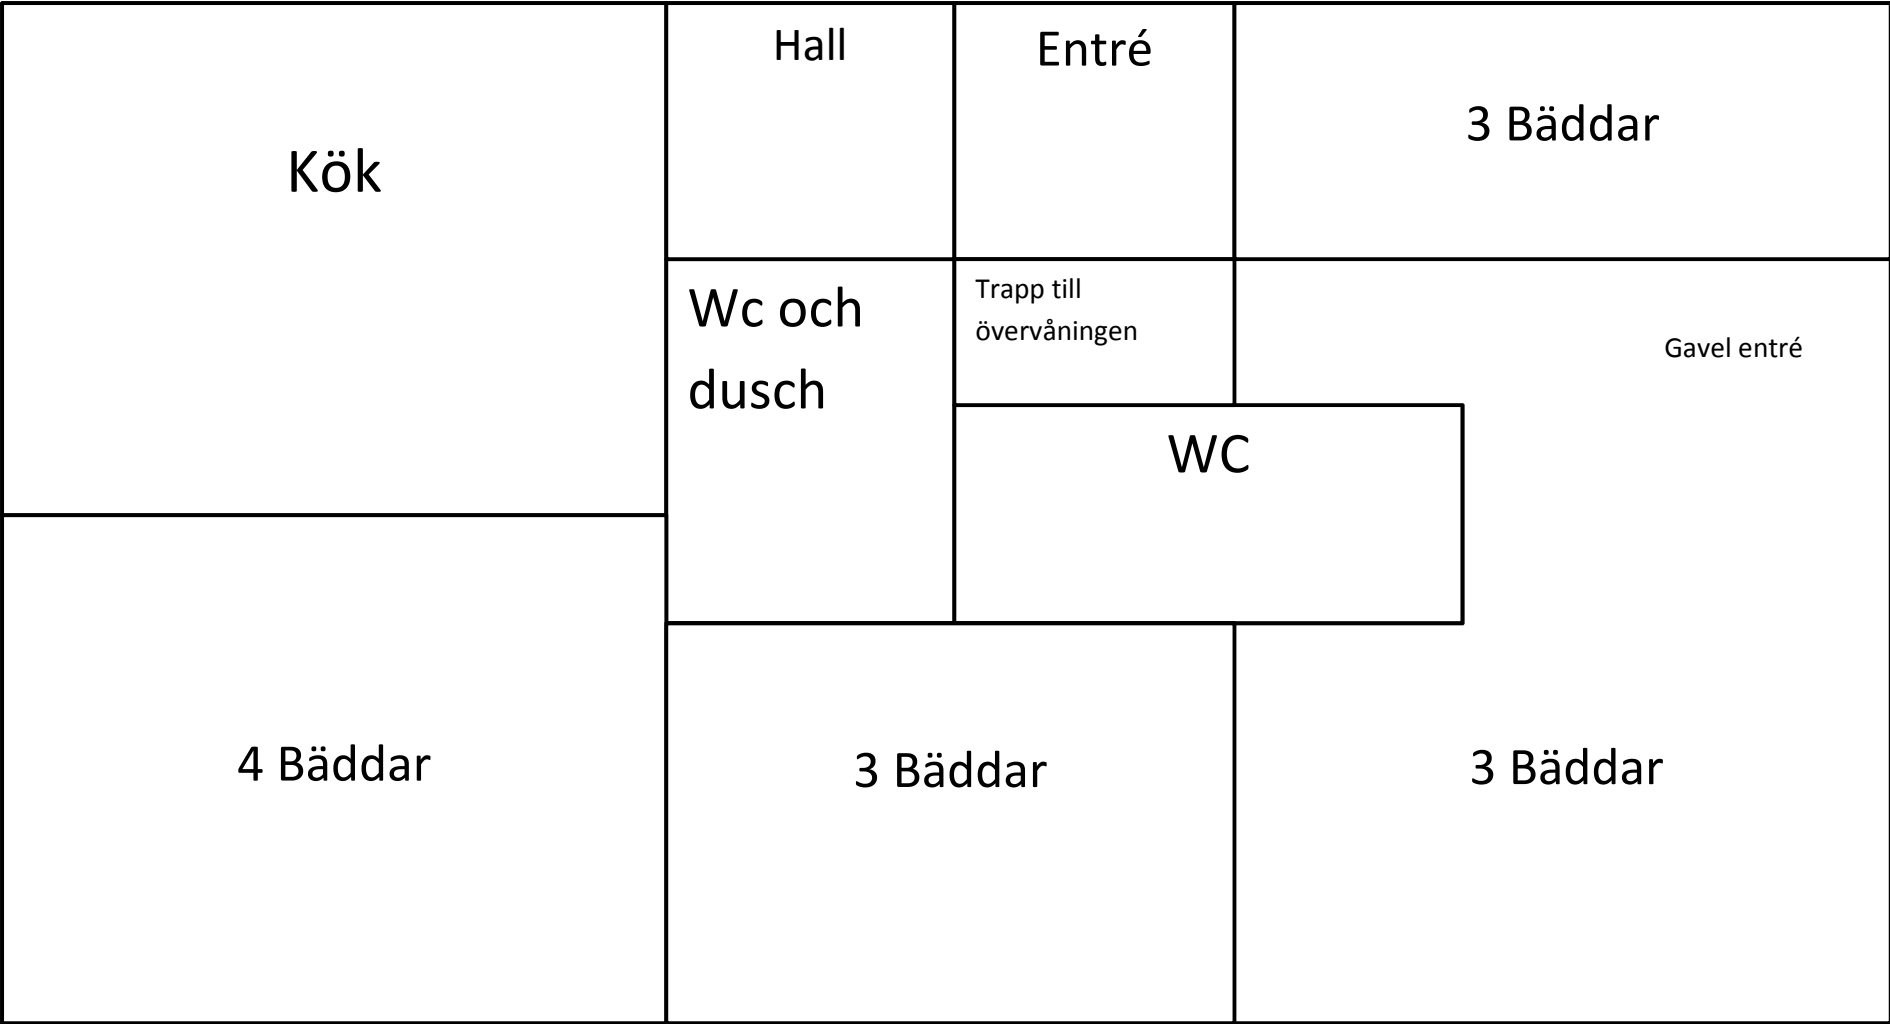 Hall
Entré
3 Bäddar
Kök
Wc och
dusch
Trapp till
övervåningen
Gavel entré
WC
4 Bäddar
3 Bäddar
3 Bäddar